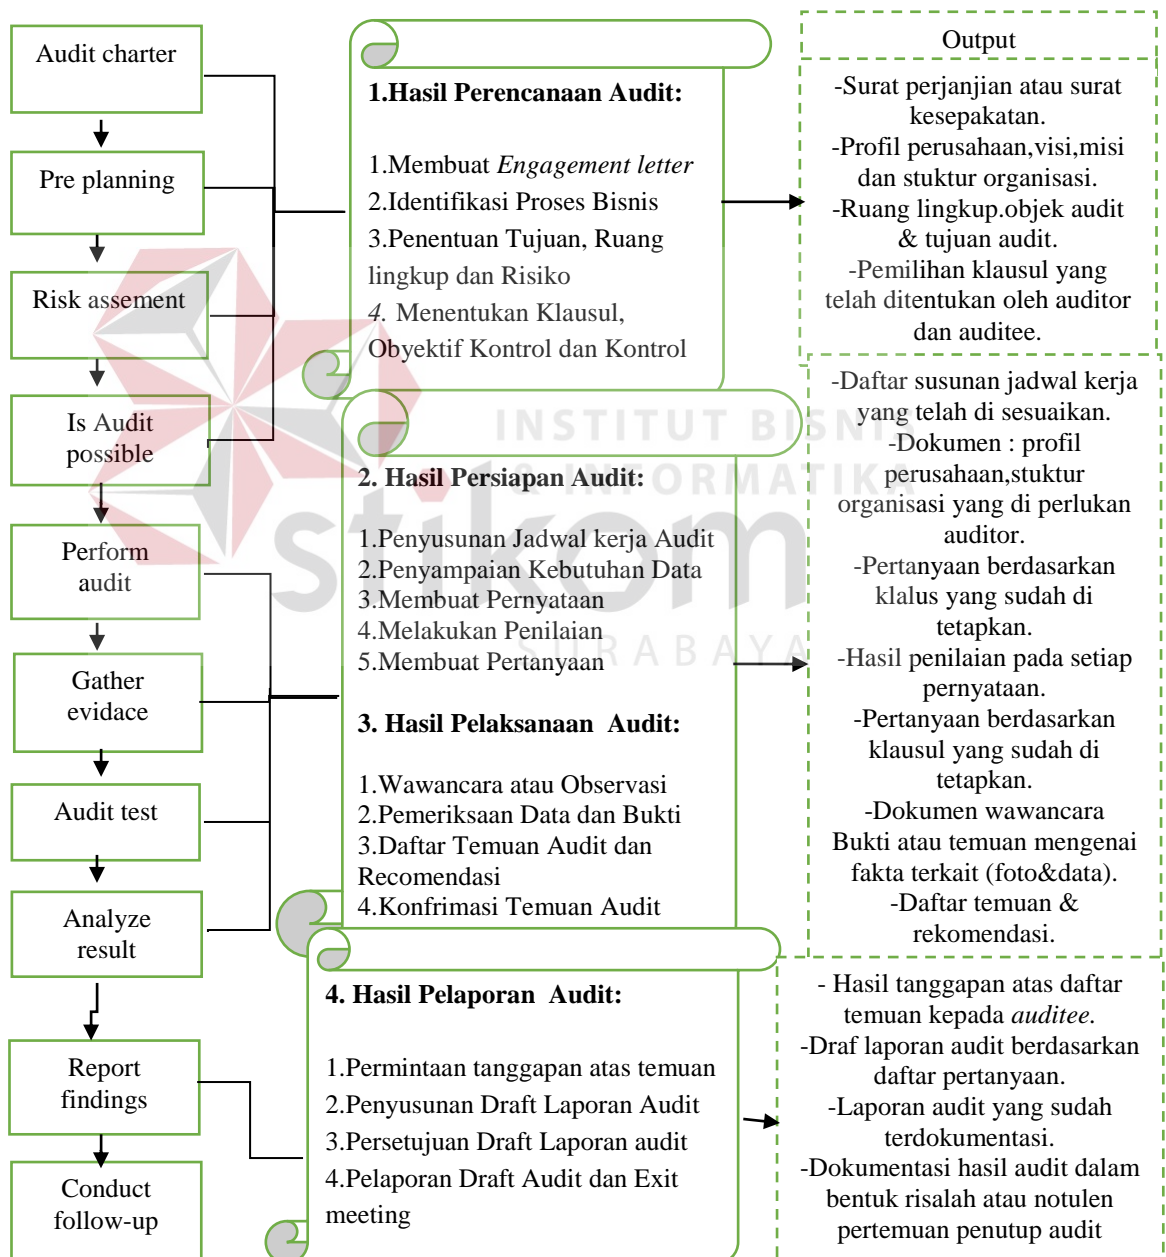 Audit charter
Pre planning
Risk assement
Is Audit
possible
Perform
audit
Gather
evidace
Audit test
Analyze
result
Report
findings
Conduct
follow-up
1.Hasil Perencanaan Audit:
1.Membuat Engagement letter
2.Identifikasi Proses Bisnis
3.Penentuan Tujuan, Ruang
lingkup dan Risiko
4. Menentukan Klausul,
Obyektif Kontrol dan Kontrol
2. Hasil Persiapan Audit:
1.Penyusunan Jadwal kerja Audit
2.Penyampaian Kebutuhan Data
3.Membuat Pernyataan
4.Melakukan Penilaian
5.Membuat Pertanyaan
3. Hasil Pelaksanaan Audit:
1.Wawancara atau Observasi
2.Pemeriksaan Data dan Bukti
3.Daftar Temuan Audit dan
Recomendasi
4.Konfrimasi Temuan Audit
4. Hasil Pelaporan Audit:
1.Permintaan tanggapan atas temuan
2.Penyusunan Draft Laporan Audit
3.Persetujuan Draft Laporan audit
4.Pelaporan Draft Audit dan Exit
meeting
Output
-Surat perjanjian atau surat
kesepakatan.
-Profil perusahaan,visi,misi
dan stuktur organisasi.
-Ruang lingkup.objek audit
& tujuan audit.
-Pemilihan klausul yang
telah ditentukan oleh auditor
dan auditee.
-Daftar susunan jadwal kerja
yang telah di sesuaikan.
-Dokumen : profil
perusahaan,stuktur
organisasi yang di perlukan
auditor.
-Pertanyaan berdasarkan
klalus yang sudah di
tetapkan.
-Hasil penilaian pada setiap
pernyataan.
-Pertanyaan berdasarkan
klausul yang sudah di
tetapkan.
-Dokumen wawancara
Bukti atau temuan mengenai
fakta terkait (foto&data).
-Daftar temuan &
rekomendasi.
- Hasil tanggapan atas daftar
temuan kepada auditee.
-Draf laporan audit berdasarkan
daftar pertanyaan.
-Laporan audit yang sudah
terdokumentasi.
-Dokumentasi hasil audit dalam
bentuk risalah atau notulen
pertemuan penutup audit
INSTITUT BISNIS
& INFORMATIKA
stikom
SURABAYA